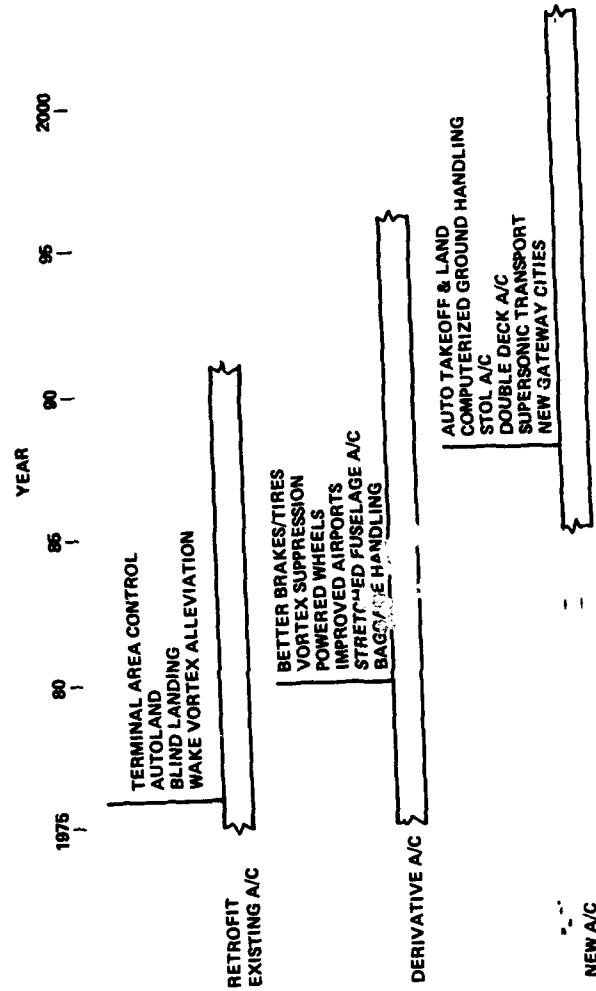 YEAR
1975
80
85
90
95
2000
RETROFIT
EXISTING A/C
TERMINAL AREA CONTROL
AUTOLAND
BLIND LANDING
WAKE VORTEX ALLEVIATION
DERIVATIVE A/C
BETTER BRAKES/TIRES
VORTEX SUPPRESSION
POWERED WHEELS
IMPROVED AIRPORTS
STRETCHED FUSELAGE A/C
BAGGAGE HANDLING
NEW A/C
AUTO TAKEOFF & LAND
COMPUTERIZED GROUND HANDLING
STOL A/C
DOUBLE DECK A/C
SUPERSONIC TRANSPORT
NEW GATEWAY CITIES